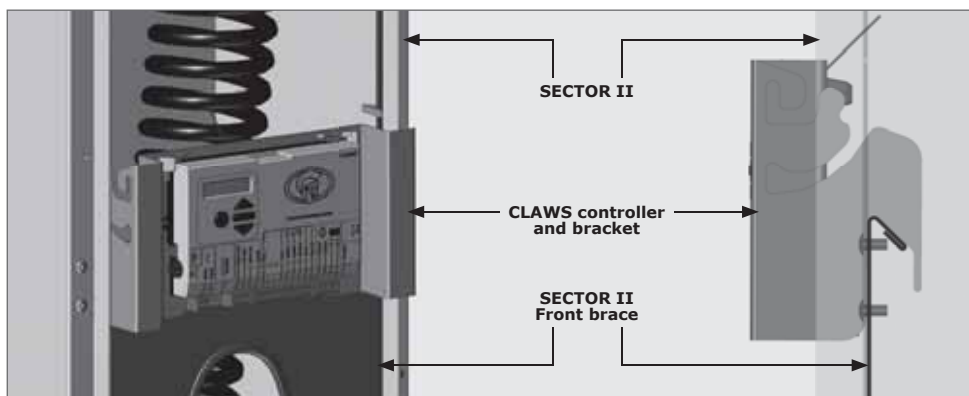 SECTOR II
CLAWS controller
and bracket
SECTOR II
Front brace